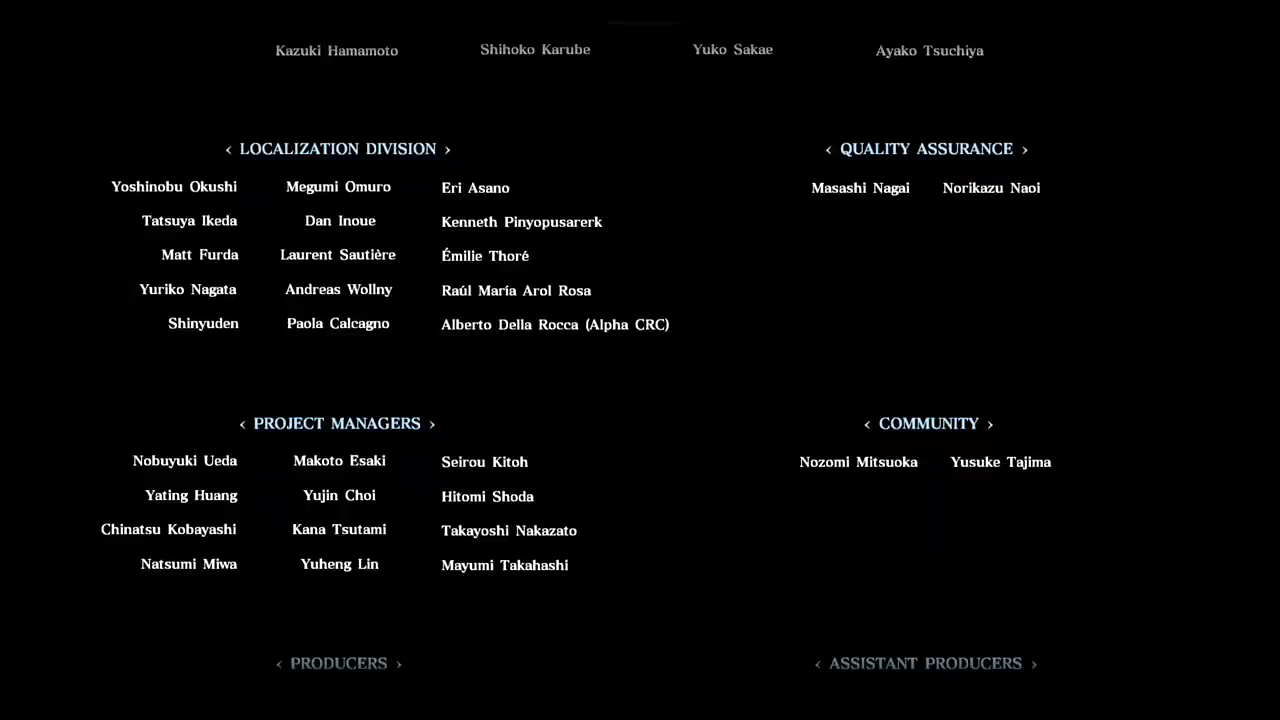 Kazuki Hamamoto Shihoko Karube Yuko Sakae Ayako Tsuchiya
‹ LOCALIZATION DIVISION › ‹ QUALITY ASSURANCE ›
Yoshinobu Okushi Megumi Omuro Eri Asano Masashi Nagai Norikazu Naoi
Tatsuya Ikeda Dan Inoue Kenneth Pinyopusarerk
Matt Furda Laurent Sautière Émilie Thoré
Yuriko Nagata Andreas Wollny Raúl María Arol Rosa
Shinyuden Paola Calcagno Alberto Della Rocca (Alpha CRC)
‹ PROJECT MANAGERS › ‹ COMMUNITY ›
Nobuyuki Ueda Makoto Esaki Seirou Kitoh Nozomi Mitsuoka Yusuke Tajima
Yating Huang Yujin Choi Hitomi Shoda
Chinatsu Kobayashi Kana Tsutami Takayoshi Nakazato
Natsumi Miwa Yuheng Lin Mayumi Takahashi
‹ PRODUCERS › ‹ ASSISTANT PRODUCERS ›